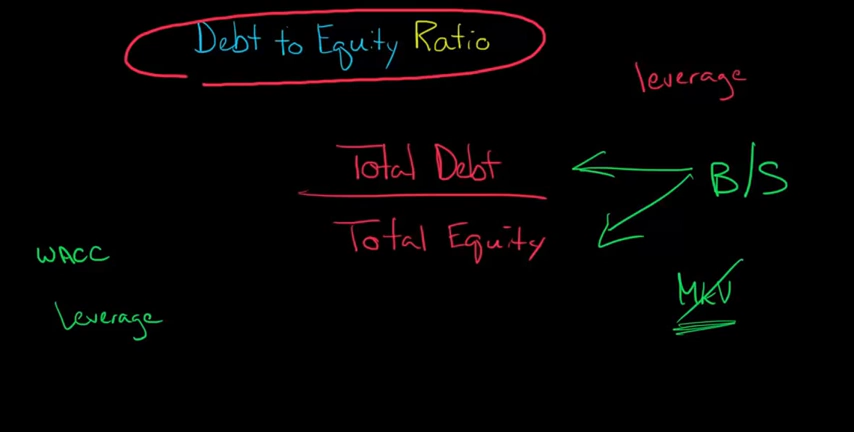 Debt to Equity Ratio
leverage
Total Debt
B/S
Total Equity
WACC
MKV
leverage